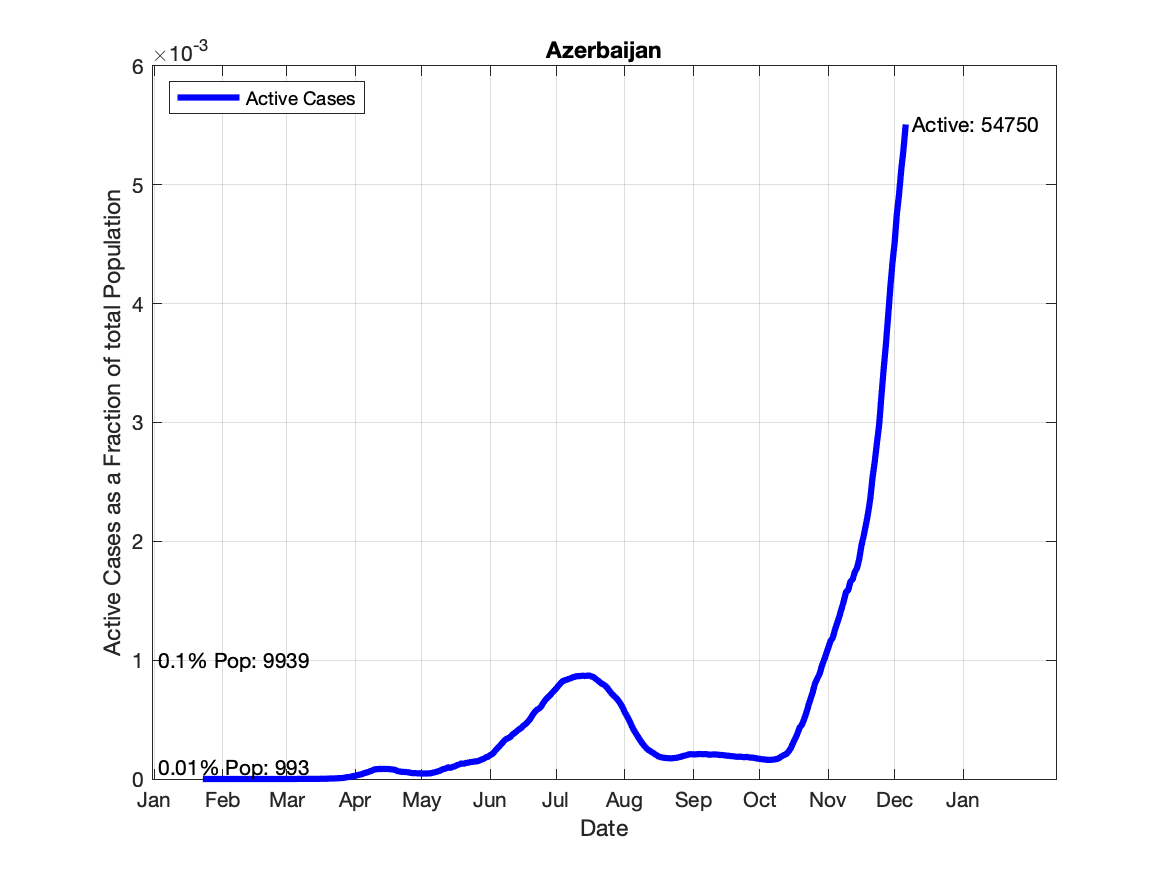 ×10-3
Azerbaijan
Active Cases
Active: 54750
6
5
4
3
2
1
0
0.1% Pop: 9939
0.01% Pop: 993
Active Cases as a Fraction of total Population
Jan Feb Mar Apr May Jun Jul Aug Sep Oct Nov Dec Jan
Date